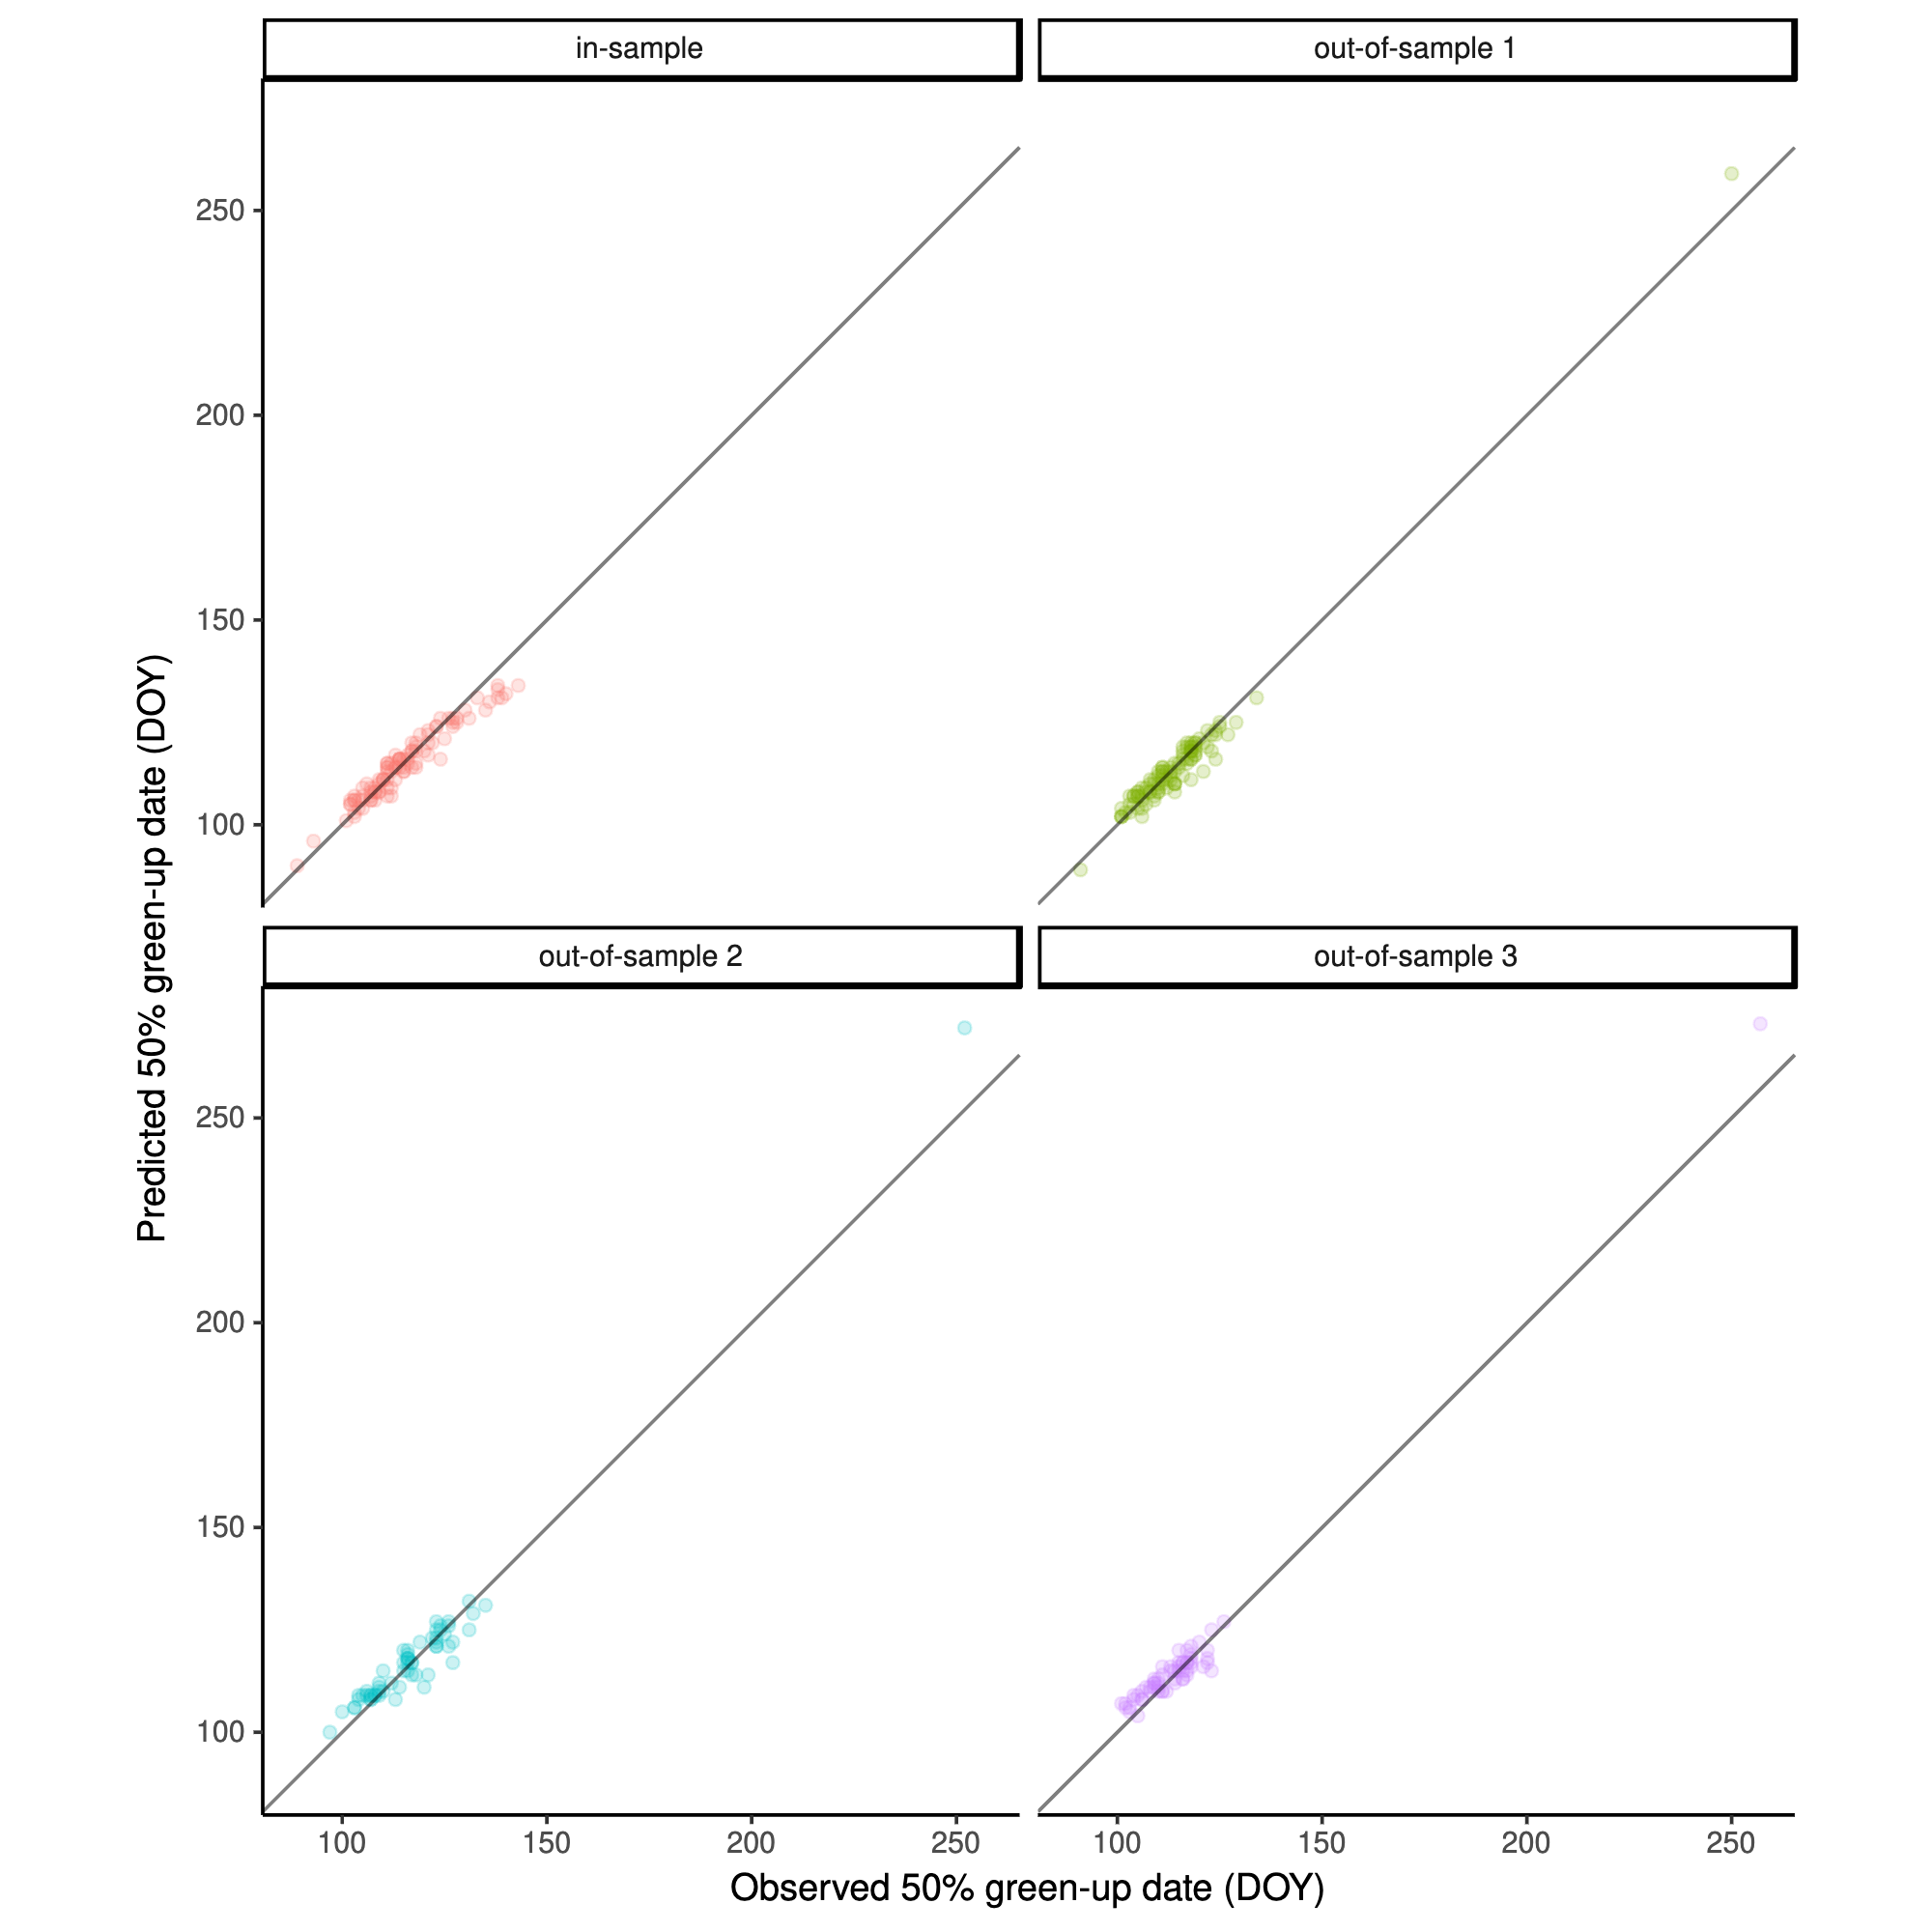 in-sample
out-of-sample 1
250
200
150
100
Predicted 50% green-up date (DOY)
out-of-sample 2
out-of-sample 3
250
200
150
100
100
150
200
250
100
150
200
250
Observed 50% green-up date (DOY)